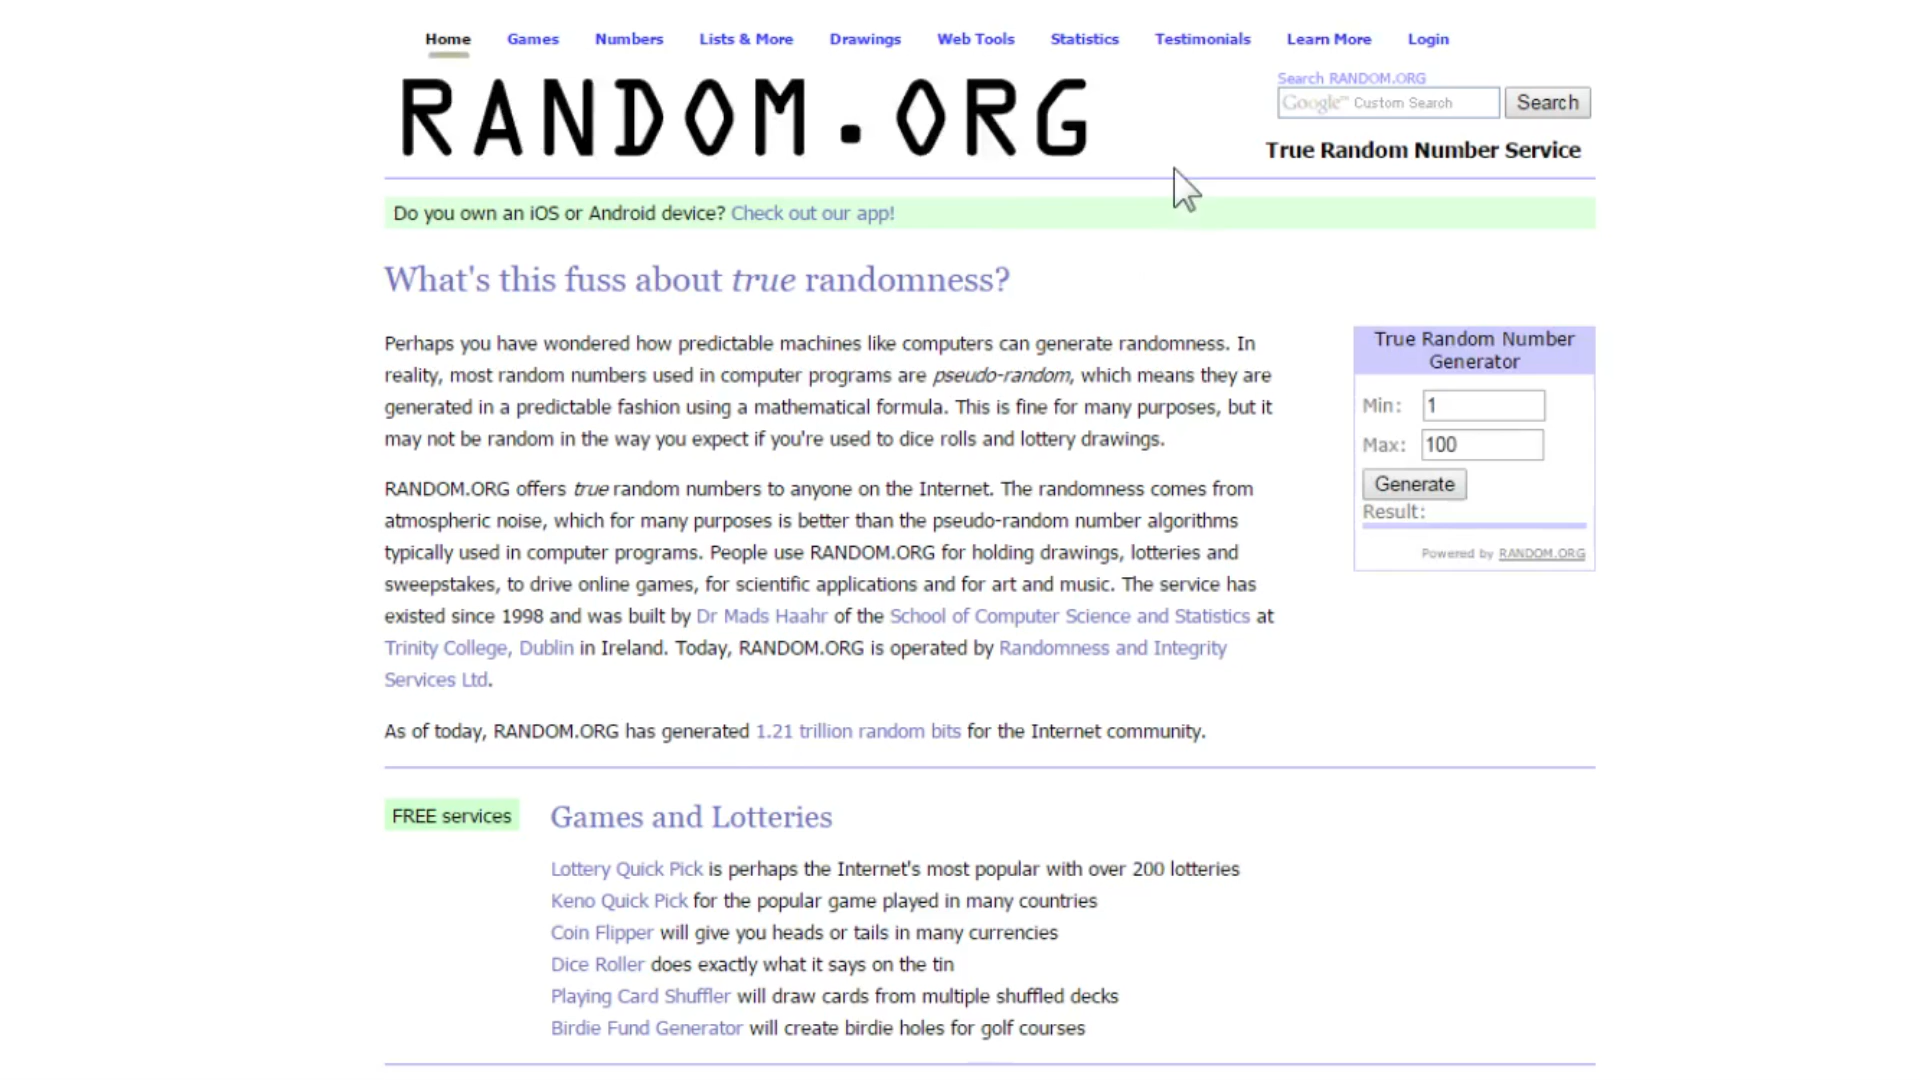 Home Games Numbers Lists & More Drawings Web Tools Statistics Testimonials Learn More Login
RANDOM.ORG
Search RANDOM.ORG
Google™ Custom Search Search
True Random Number Service
Do you own an iOS or Android device? Check out our app!
What's this fuss about true randomness?
Perhaps you have wondered how predictable machines like computers can generate randomness. In
reality, most random numbers used in computer programs are pseudo-random, which means they are
generated in a predictable fashion using a mathematical formula. This is fine for many purposes, but it
may not be random in the way you expect if you're used to dice rolls and lottery drawings.
RANDOM.ORG offers true random numbers to anyone on the Internet. The randomness comes from
atmospheric noise, which for many purposes is better than the pseudo-random number algorithms
typically used in computer programs. People use RANDOM.ORG for holding drawings, lotteries and
sweepstakes, to drive online games, for scientific applications and for art and music. The service has
existed since 1998 and was built by Dr Mads Haahr of the School of Computer Science and Statistics at
Trinity College, Dublin in Ireland. Today, RANDOM.ORG is operated by Randomness and Integrity
Services Ltd.
As of today, RANDOM.ORG has generated 1.21 trillion random bits for the Internet community.
True Random Number
Generator
Min: 1
Max: 100
Generate
Result:
Powered by RANDOM.ORG
FREE services
Games and Lotteries
Lottery Quick Pick is perhaps the Internet's most popular with over 200 lotteries
Keno Quick Pick for the popular game played in many countries
Coin Flipper will give you heads or tails in many currencies
Dice Roller does exactly what it says on the tin
Playing Card Shuffler will draw cards from multiple shuffled decks
Birdie Fund Generator will create birdie holes for golf courses